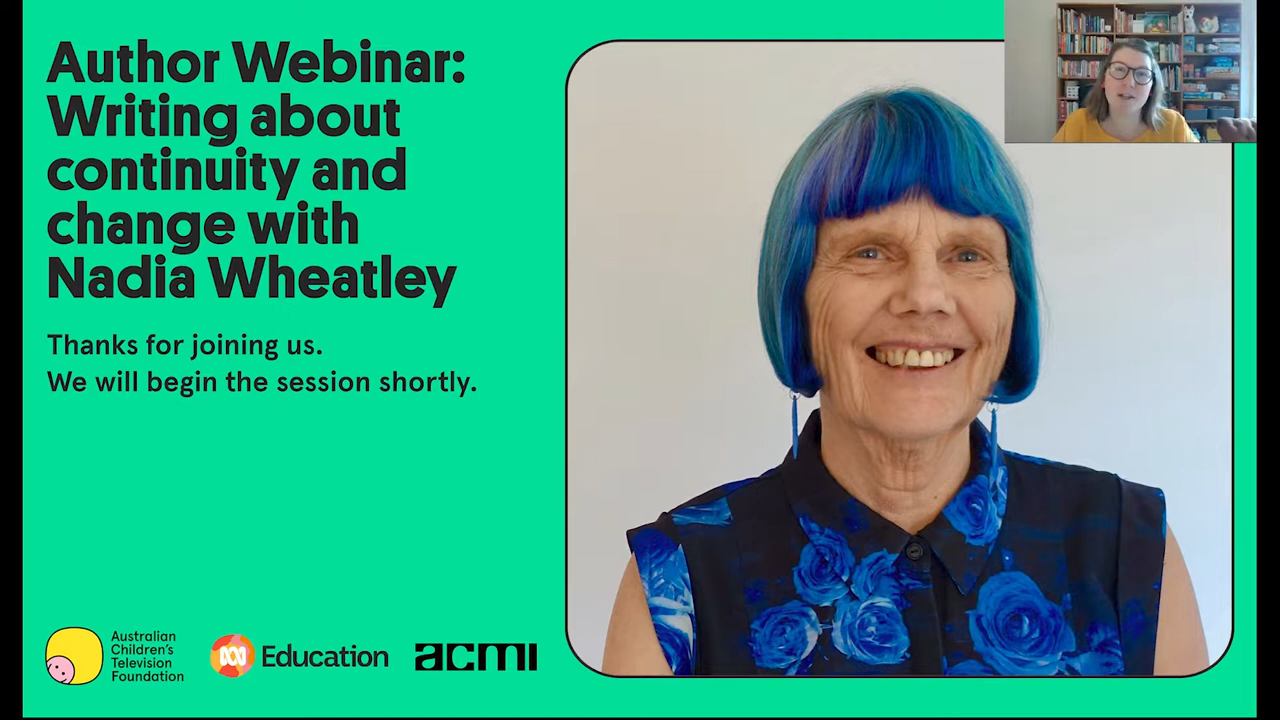 Author Webinar:
Writing about
continuity and
change with
Nadia Wheatley
Thanks for joining us.
We will begin the session shortly.
Australian
Children's
Television
Foundation
Education
acmi